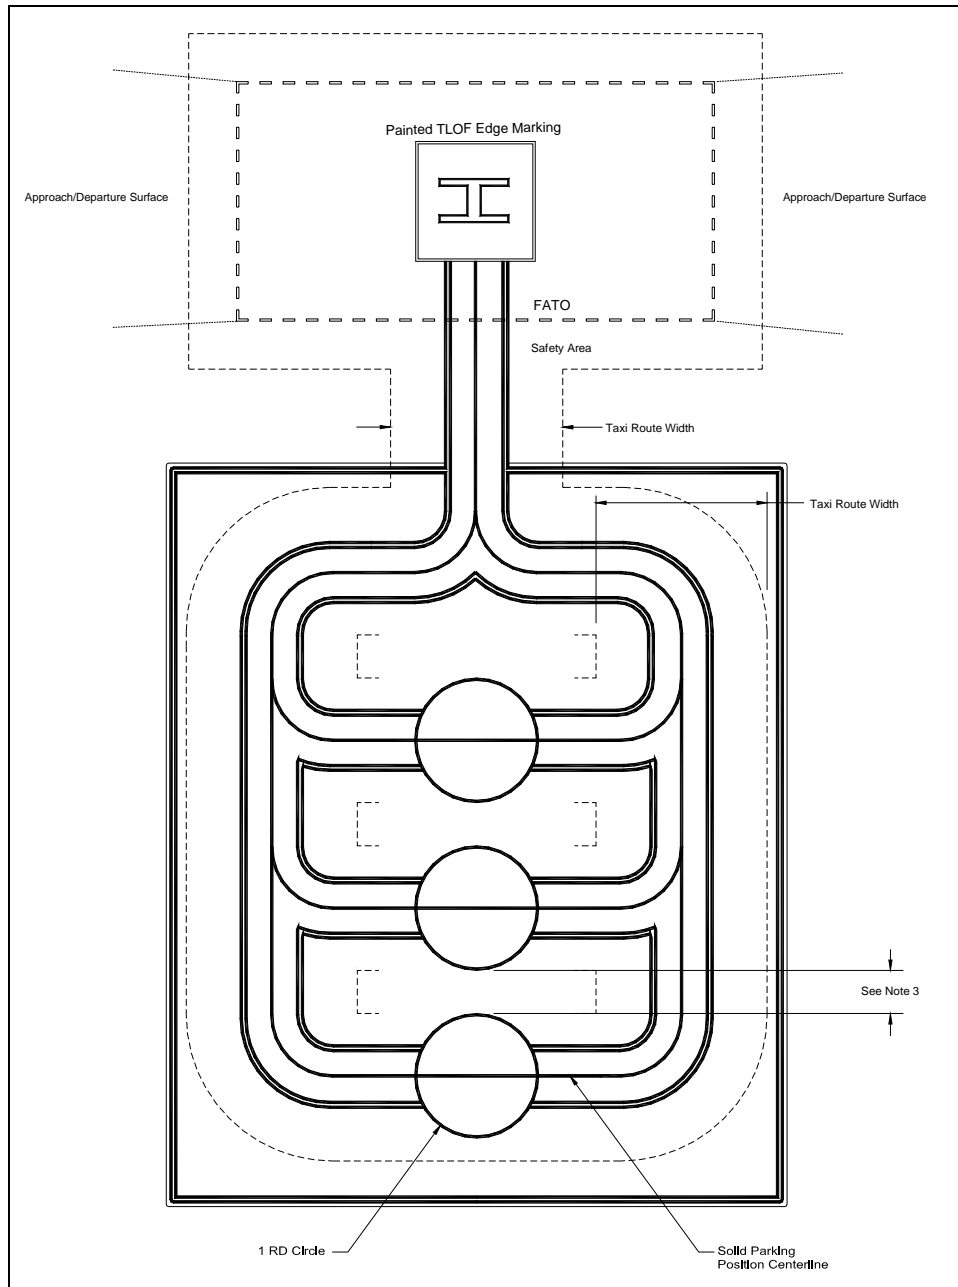 Painted TLOF Edge Marking
Approach/Departure Surface
Approach/Departure Surface
H
FATO
Safety Area
Taxi Route Width
Taxi Route Width
See Note 3
1 RD Circle
Solid Parking
Position Centerline